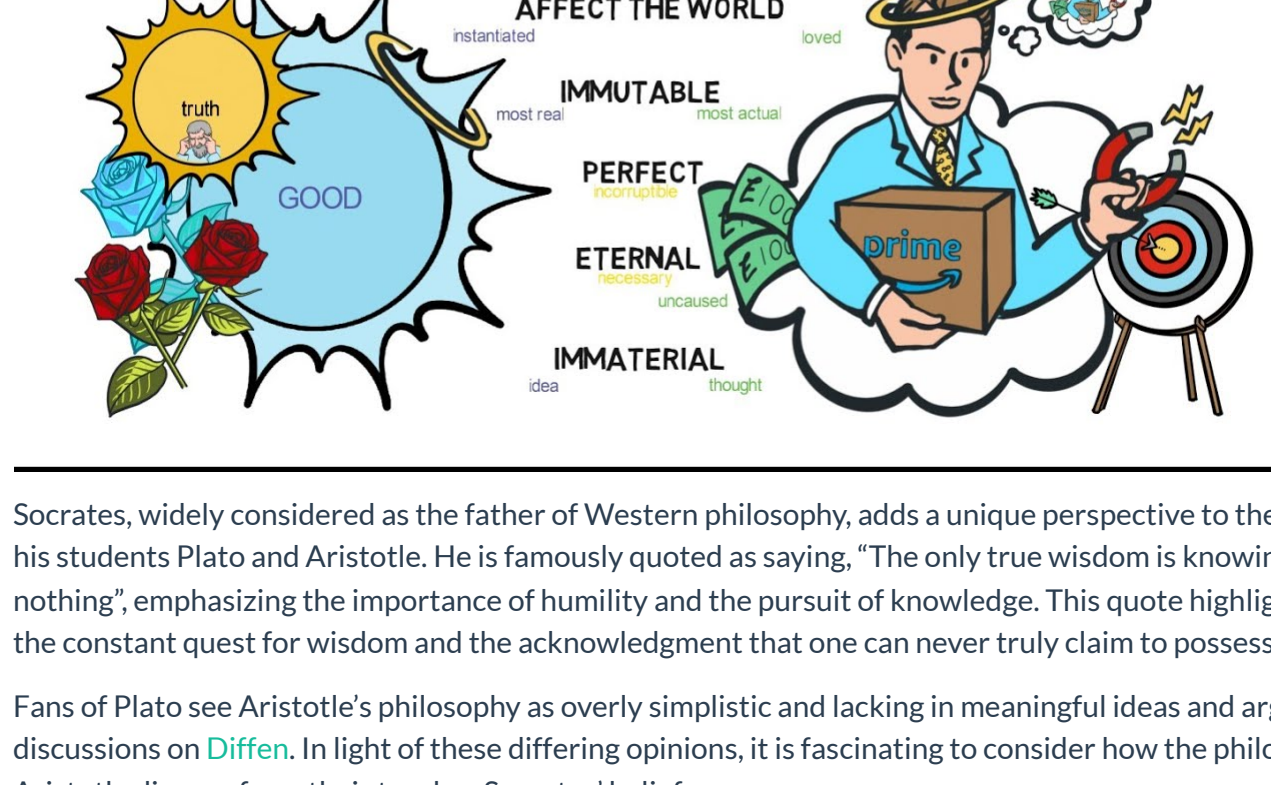 AFFECT THE WORLD
instantiated
loved
truth
IMMUTABLE
most real
most actual
PERFECT
incorruptible
GOOD
£100
£100
prime
ETERNAL
necessary
uncaused
IMMATERIAL
idea
thought
Socrates, widely considered as the father of Western philosophy, adds a unique perspective to the
his students Plato and Aristotle. He is famously quoted as saying, “The only true wisdom is knowin
nothing”, emphasizing the importance of humility and the pursuit of knowledge. This quote highlig
the constant quest for wisdom and the acknowledgment that one can never truly claim to possess
Fans of Plato see Aristotle’s philosophy as overly simplistic and lacking in meaningful ideas and arg
discussions on Diffen. In light of these differing opinions, it is fascinating to consider how the philo